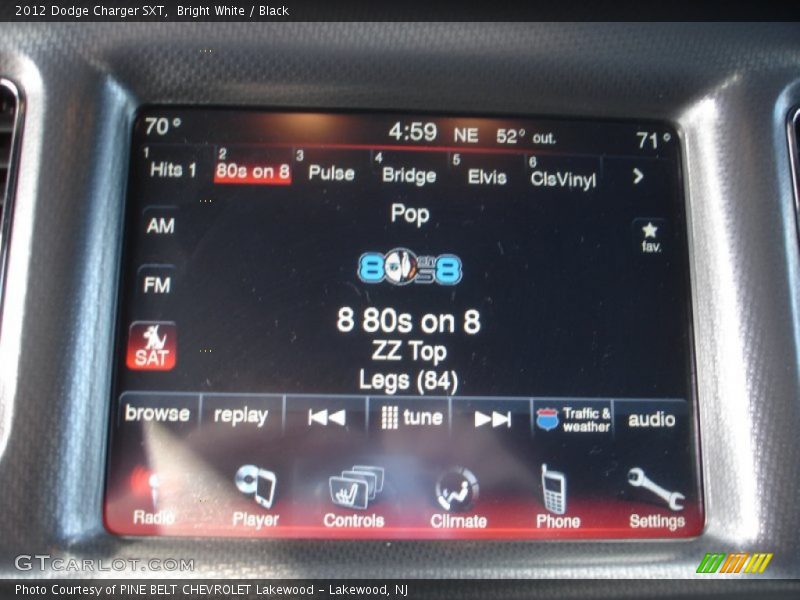 2012 Dodge Charger SXT, Bright White / Black
70° 4:59 NE 52° out. 71°
1 Hits 1 2 80s on 8 3 Pulse 4 Bridge 5 Elvis 6 ClsVinyl >
Pop
AM
fav.
80s on 8
FM
8 80s on 8
SAT
ZZ Top
Legs (84)
browse replay tune Traffic & weather audio
Radio Player Controls Climate Phone Settings
GTCARLOT.COM
Photo Courtesy of PINE BELT CHEVROLET Lakewood - Lakewood, NJ